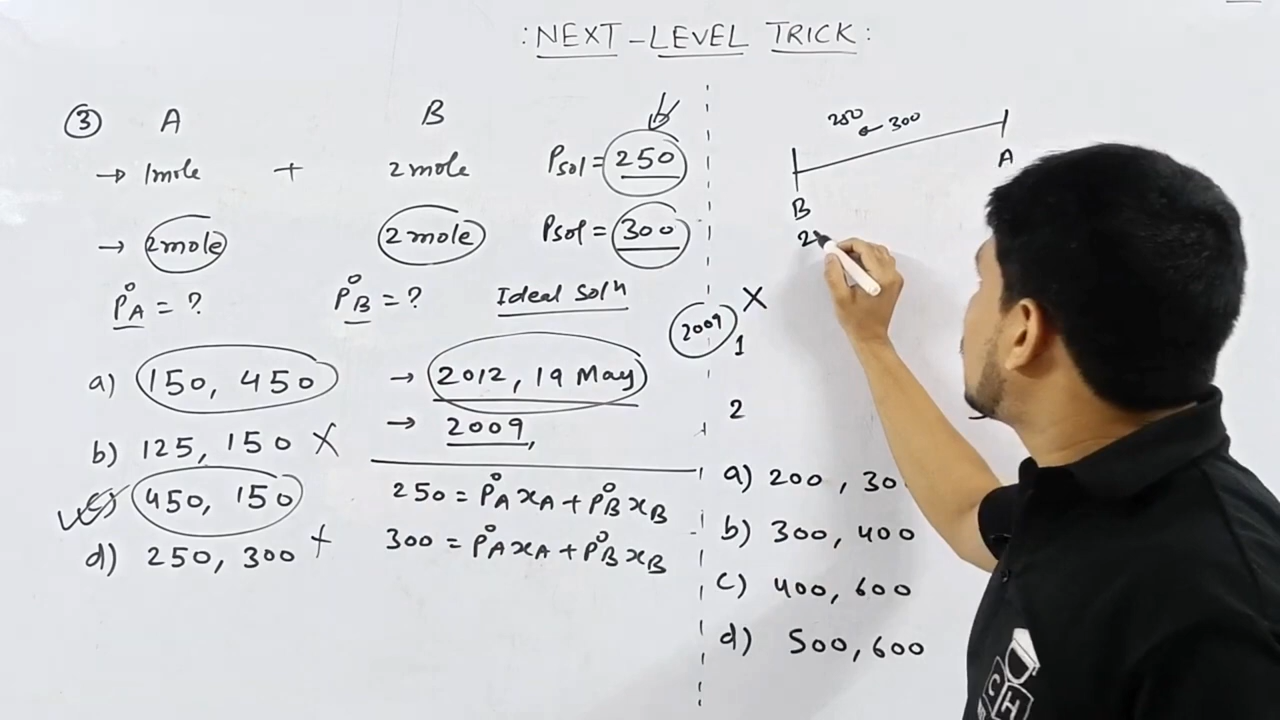 : NEXT - LEVEL TRICK :
③ A B
→ 1mole + 2mole Psol = 250
→ 2mole 2mole Psol = 300
P°A = ? P°B = ? Ideal Solⁿ
a) 150, 450 → 2012, 19 May
b) 125, 150 X → 2009,
450, 150 250 = P°A xA + P°B xB
d) 250, 300 + 300 = P°A xA + P°B xB
250 ← 300
A
B
2
2009 X
1
2
a) 200, 30
b) 300, 400
c) 400, 600
d) 500, 600
C H